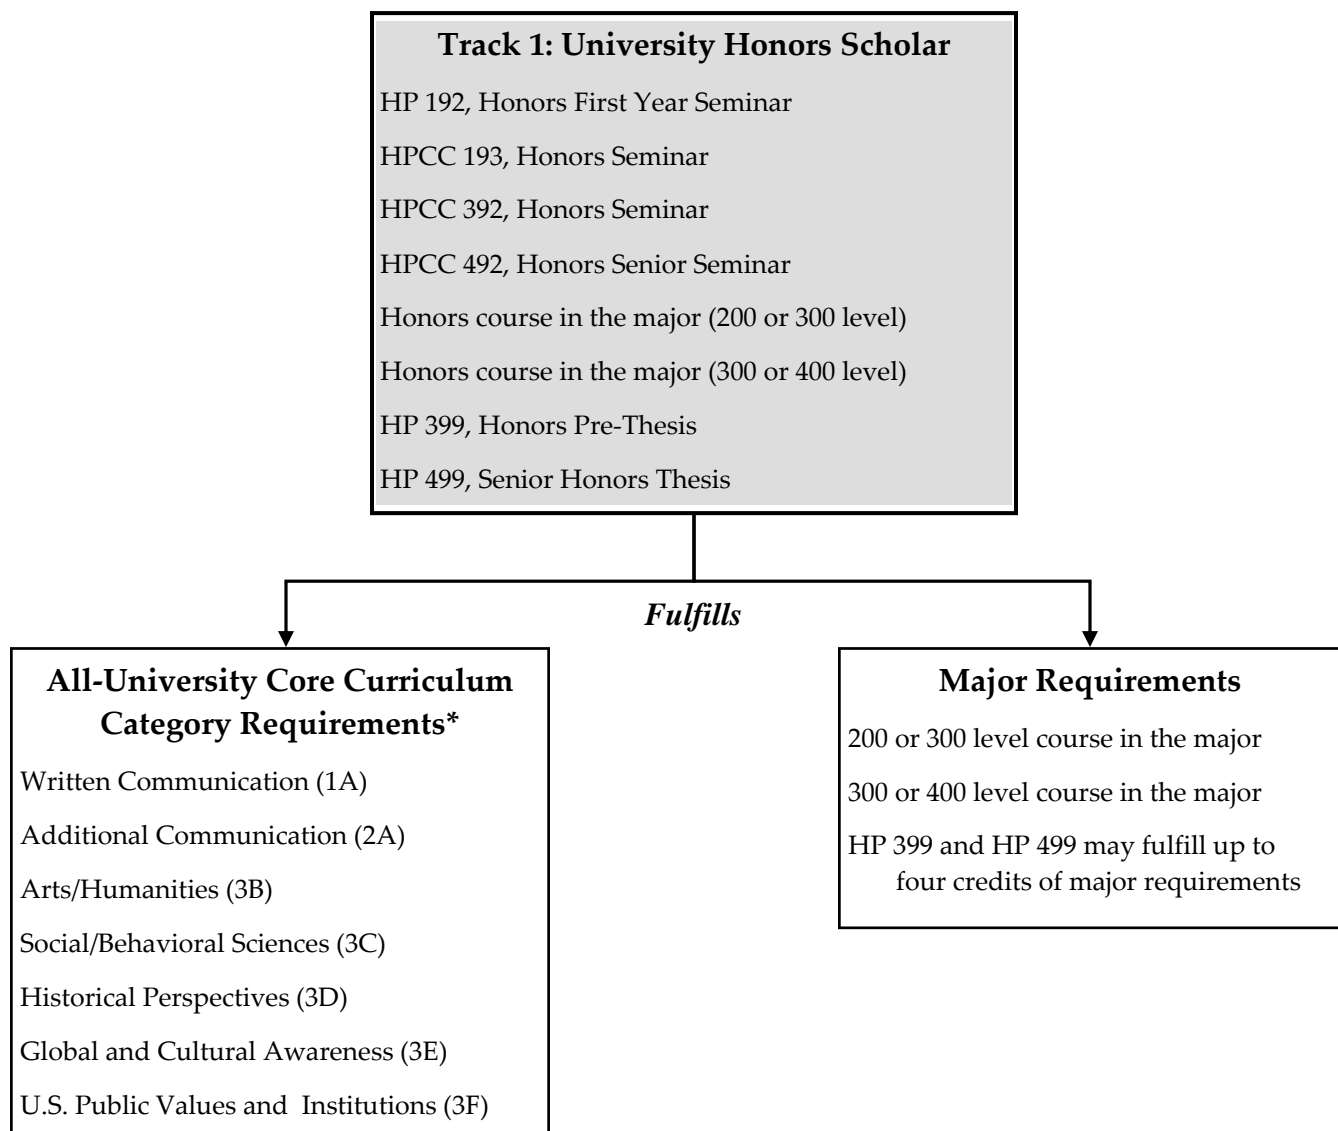 Track 1: University Honors Scholar
HP 192, Honors First Year Seminar
HPCC 193, Honors Seminar
HPCC 392, Honors Seminar
HPCC 492, Honors Senior Seminar
Honors course in the major (200 or 300 level)
Honors course in the major (300 or 400 level)
HP 399, Honors Pre-Thesis
HP 499, Senior Honors Thesis
Fulfills
All-University Core Curriculum
Category Requirements*
Written Communication (1A)
Additional Communication (2A)
Arts/Humanities (3B)
Social/Behavioral Sciences (3C)
Historical Perspectives (3D)
Global and Cultural Awareness (3E)
U.S. Public Values and Institutions (3F)
Major Requirements
200 or 300 level course in the major
300 or 400 level course in the major
HP 399 and HP 499 may fulfill up to
four credits of major requirements